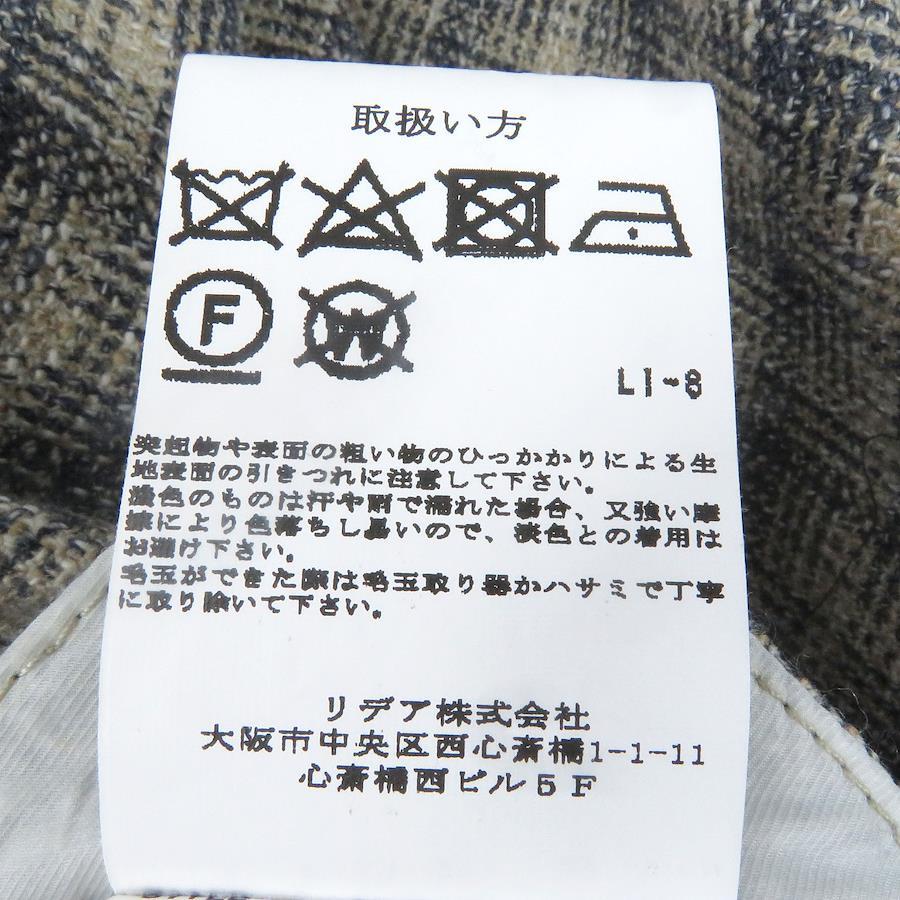 取扱い方
F
W
LI-8
突起物や表面の粗い物のひっかかりによる生
地表面の引きつれに注意して下さい。
濃色のものは汗や雨で濡れた場合、又強い摩
擦により色落ちし易いので、淡色との着用は
お避け下さい。
毛玉ができた際は毛玉取り器かハサミで丁寧
に取り除いて下さい。
リデア株式会社
大阪市中央区西心斎橋1-1-11
心斎橋西ビル5F